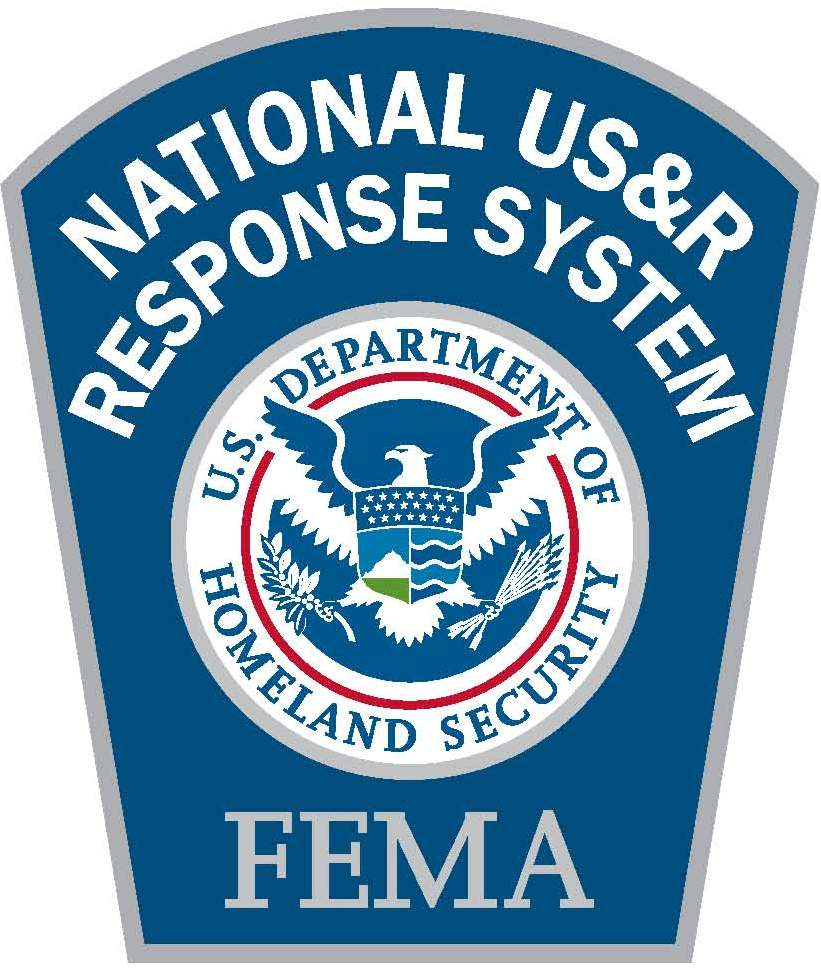 NATIONAL US&R
RESPONSE SYSTEM
U.S. DEPARTMENT OF
HOMELAND SECURITY
FEMA